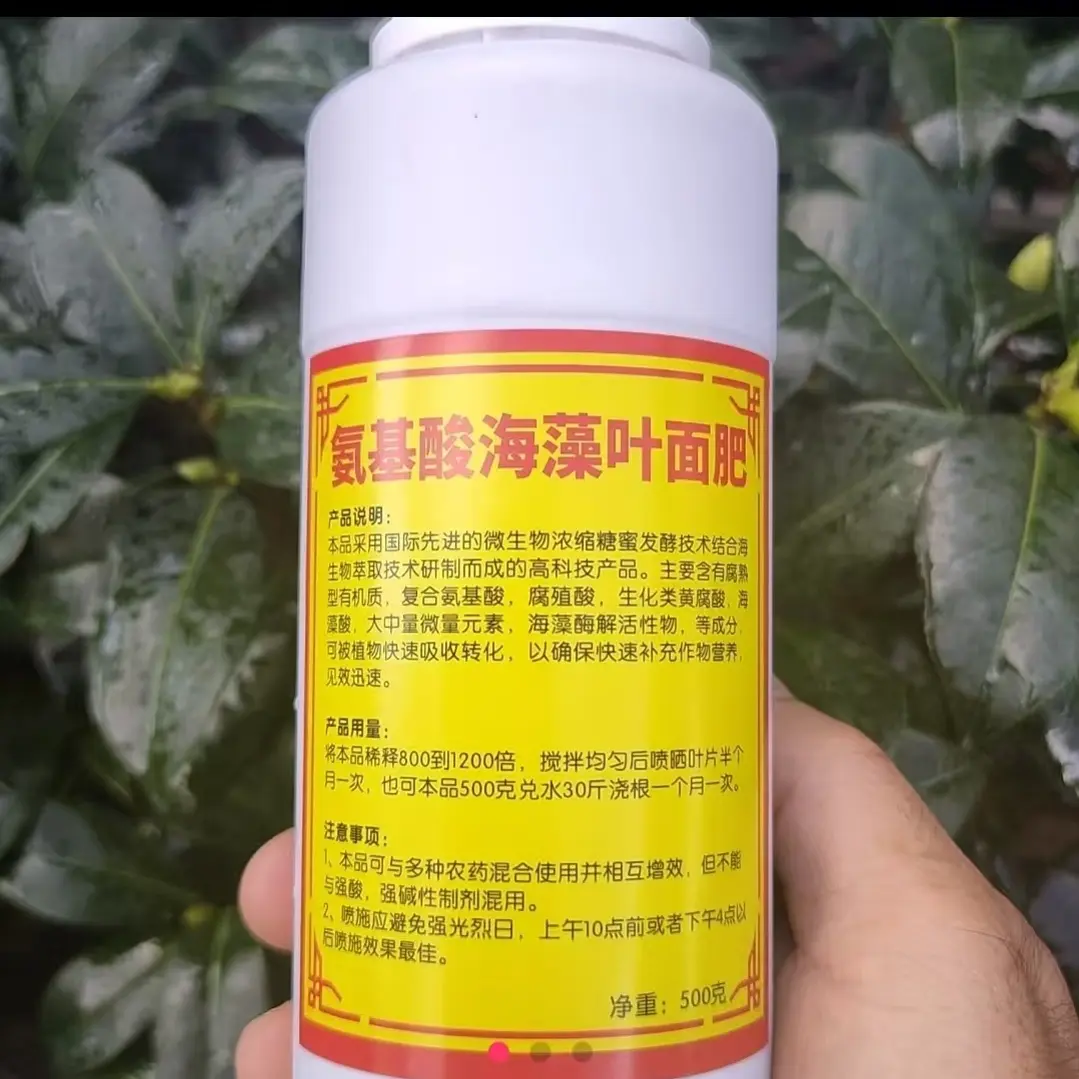 氨基酸海藻叶面肥
产品说明：
本品采用国际先进的微生物浓缩糖蜜发酵技术结合海
生物萃取技术研制而成的高科技产品。主要含有腐熟
型有机质，复合氨基酸，腐殖酸，生化类黄腐酸，海
藻酸，大中量微量元素，海藻酶解活性物，等成分，
可被植物快速吸收转化，以确保快速补充作物营养，
见效迅速。
产品用量：
将本品稀释800到1200倍，搅拌均匀后喷晒叶片半个
月一次，也可本品500克兑水30斤浇根一个月一次。
注意事项：
1、本品可与多种农药混合使用并相互增效，但不能
与强酸，强碱性制剂混用。
2、喷施应避免强光烈日，上午10点前或者下午4点以
后喷施效果最佳。
净重：500克